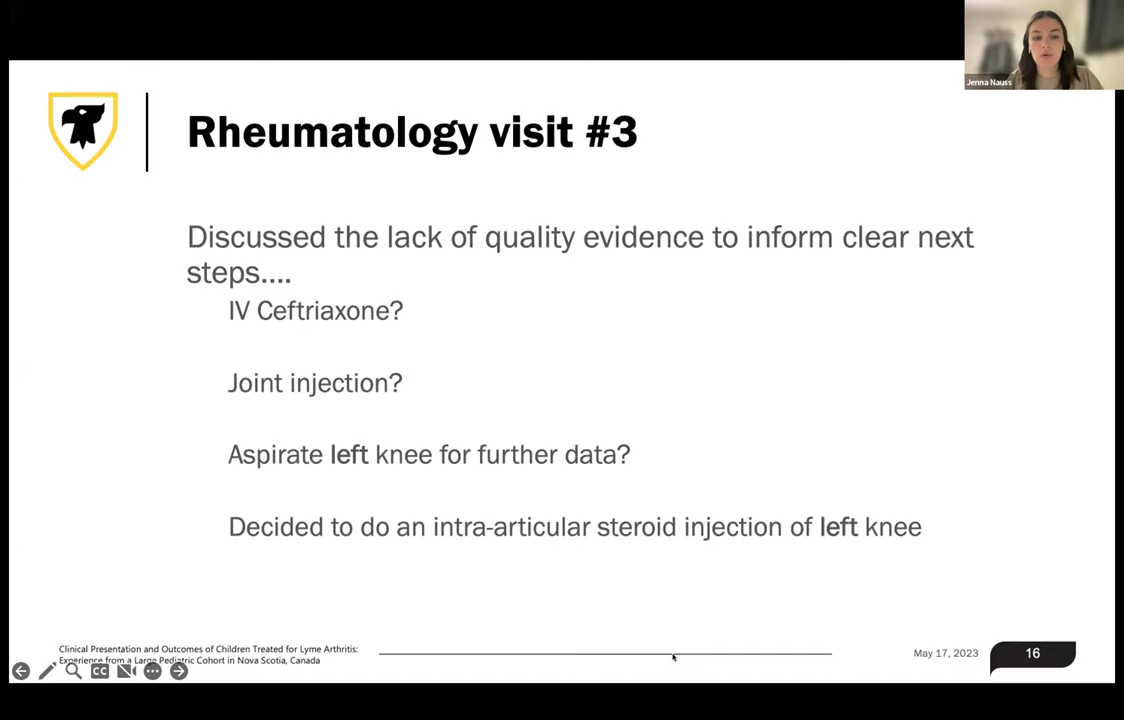 Jenna Nauss
Rheumatology visit #3
Discussed the lack of quality evidence to inform clear next
steps....
IV Ceftriaxone?
Joint injection?
Aspirate left knee for further data?
Decided to do an intra-articular steroid injection of left knee
Clinical Presentation and Outcomes of Children Treated for Lyme Arthritis:
Experience from a Large Pediatric Cohort in Nova Scotia, Canada
May 17, 2023
16
CC